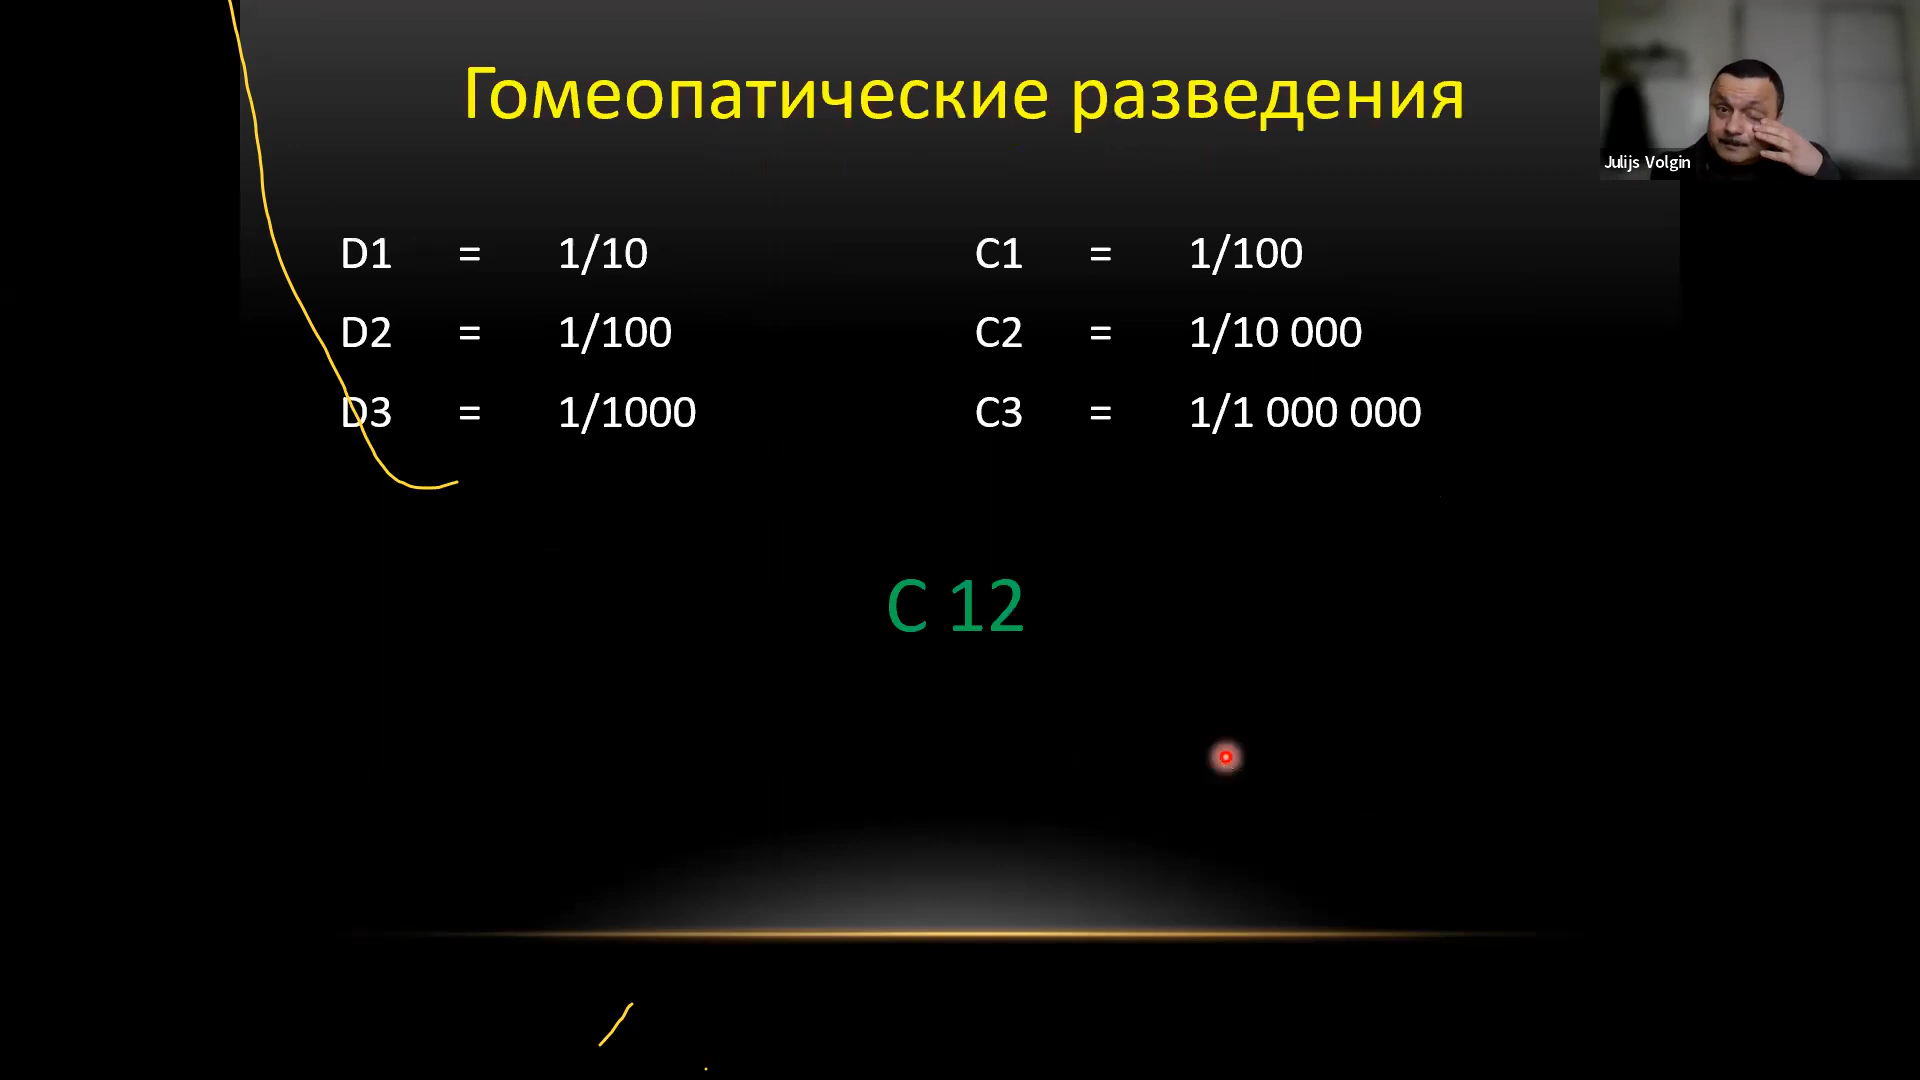 Гомеопатические разведения
Julijs Volgin
D1 = 1/10 C1 = 1/100
D2 = 1/100 C2 = 1/10 000
D3 = 1/1000 C3 = 1/1 000 000
C 12